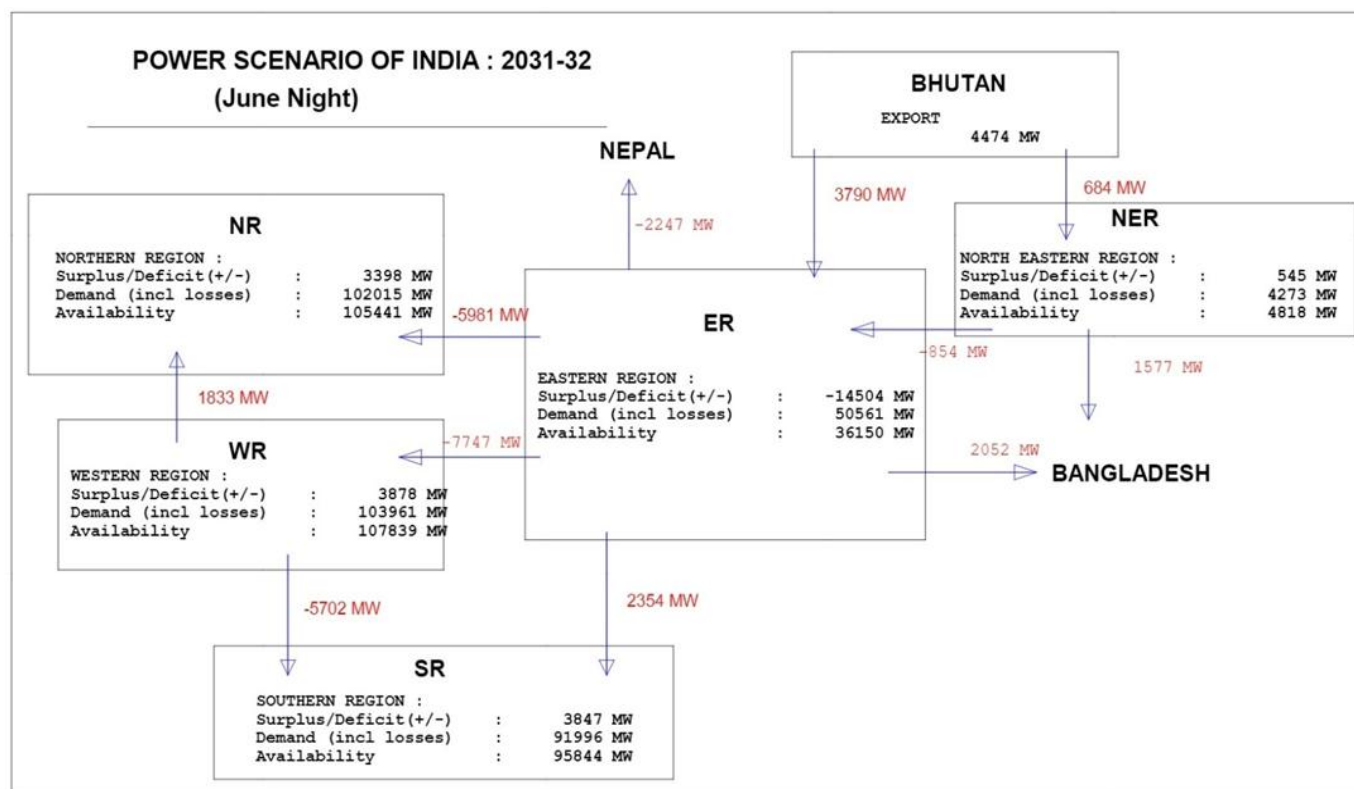 POWER SCENARIO OF INDIA : 2031-32
(June Night)
BHUTAN
EXPORT
4474 MW
NEPAL
3790 MW
684 MW
-2247 MW
NR
NORTHERN REGION :
Surplus/Deficit(+/-) : 3398 MW
Demand (incl losses) : 102015 MW
Availability : 105441 MW
NER
NORTH EASTERN REGION :
Surplus/Deficit(+/-) : 545 MW
Demand (incl losses) : 4273 MW
Availability : 4818 MW
-5981 MW
ER
EASTERN REGION :
Surplus/Deficit(+/-) : -14504 MW
Demand (incl losses) : 50561 MW
Availability : 36150 MW
-854 MW
1577 MW
1833 MW
-7747 MW
2052 MW
BANGLADESH
WR
WESTERN REGION :
Surplus/Deficit(+/-) : 3878 MW
Demand (incl losses) : 103961 MW
Availability : 107839 MW
-5702 MW
2354 MW
SR
SOUTHERN REGION :
Surplus/Deficit(+/-) : 3847 MW
Demand (incl losses) : 91996 MW
Availability : 95844 MW